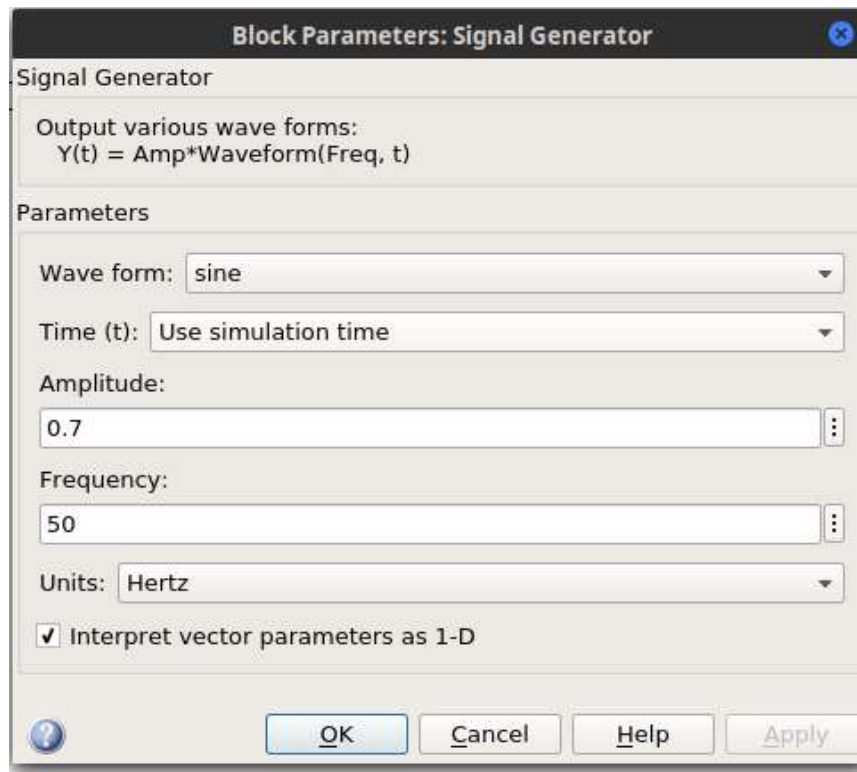 Block Parameters: Signal Generator
Signal Generator
Output various wave forms:
Y(t) = Amp*Waveform(Freq, t)
Parameters
Wave form: sine
Time (t): Use simulation time
Amplitude:
0.7
Frequency:
50
Units: Hertz
Interpret vector parameters as 1-D
OK Cancel Help Apply